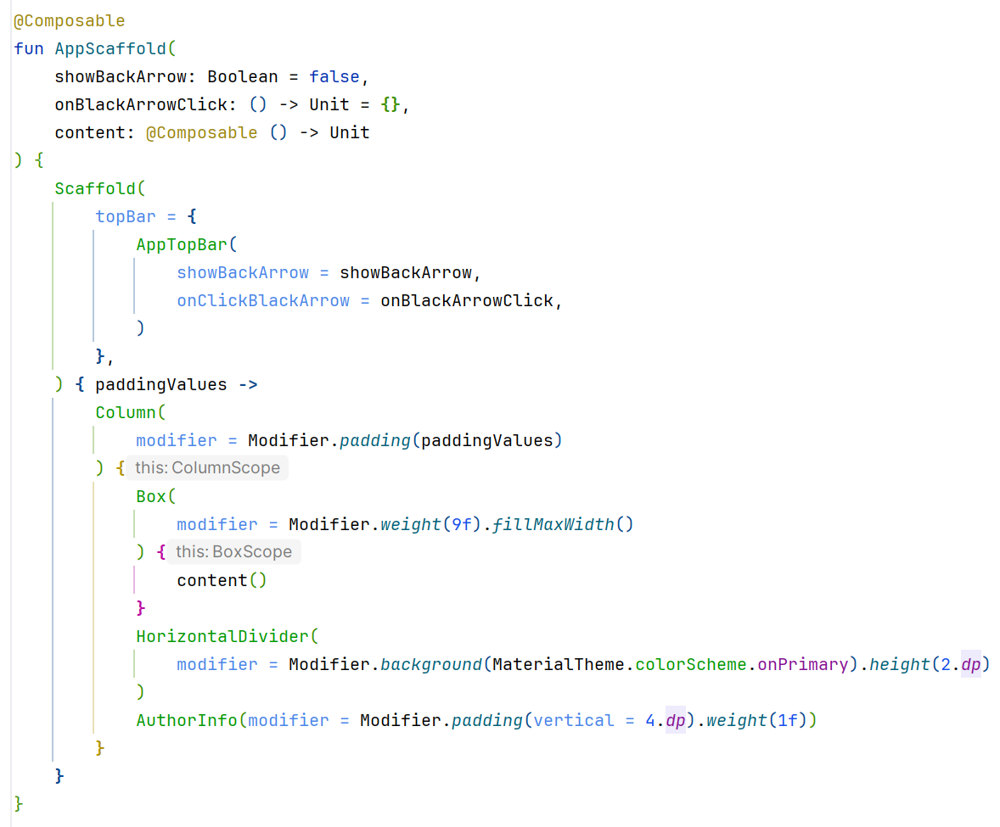 @Composable
fun AppScaffold(
    showBackArrow: Boolean = false,
    onBlackArrowClick: () -> Unit = {},
    content: @Composable () -> Unit
) {
    Scaffold(
        topBar = {
            AppTopBar(
                showBackArrow = showBackArrow,
                onClickBlackArrow = onBlackArrowClick,
            )
        },
    ) { paddingValues ->
        Column(
            modifier = Modifier.padding(paddingValues)
        ) { this: ColumnScope
            Box(
                modifier = Modifier.weight(9f).fillMaxWidth()
            ) { this: BoxScope
                content()
            }
            HorizontalDivider(
                modifier = Modifier.background(MaterialTheme.colorScheme.onPrimary).height(2.dp)
            )
            AuthorInfo(modifier = Modifier.padding(vertical = 4.dp).weight(1f))
        }
    }
}